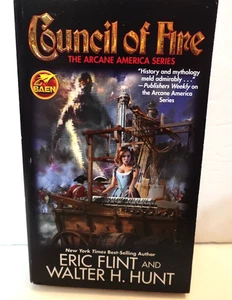 Council of Fire
THE ARCANE AMERICA SERIES
BAEN
"History and mythology
meld admirably . . ."
—Publishers Weekly on
the Arcane America
Series
New York Times Best-Selling Author
ERIC FLINT AND
WALTER H. HUNT